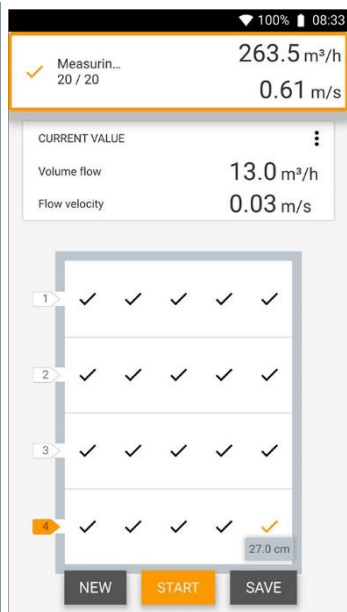 100% 08:33
Measurin... 263.5 m³/h
20 / 20
0.61 m/s
CURRENT VALUE
Volume flow 13.0 m³/h
Flow velocity 0.03 m/s
1
2
3
4
27.0 cm
NEW START SAVE